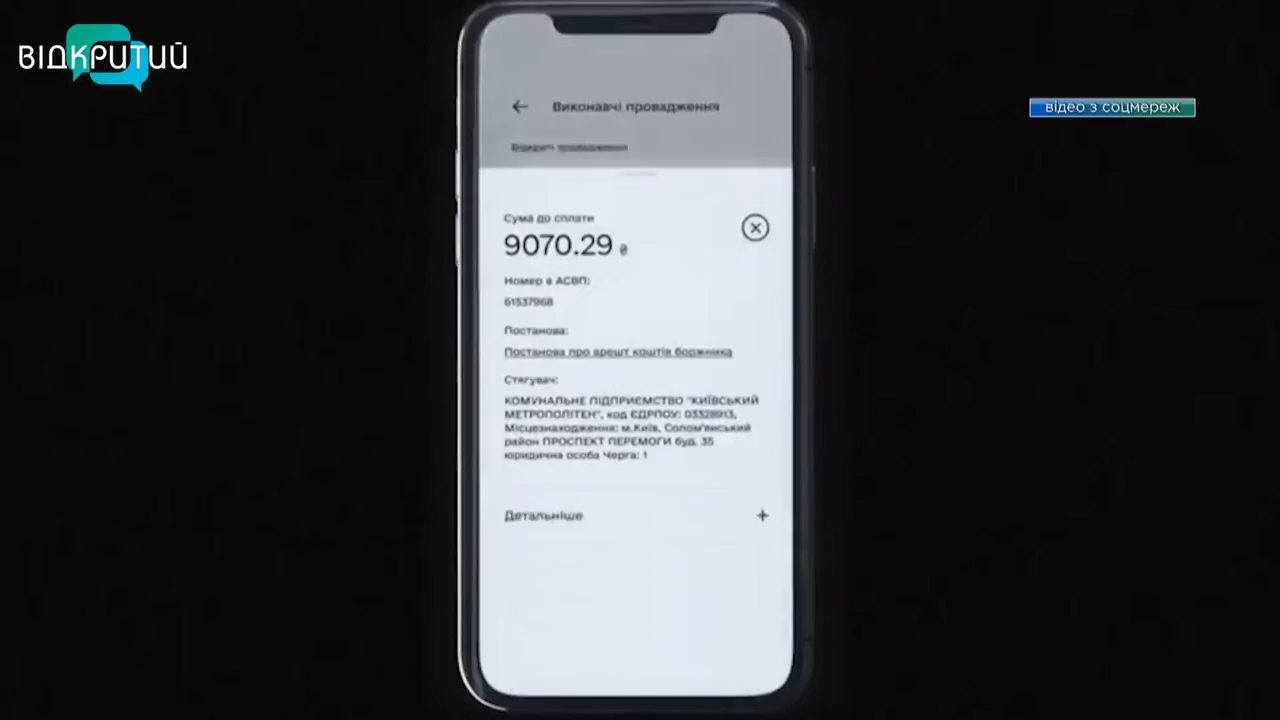 ВІДКРИТИЙ
відео з соцмереж
Виконавчі провадження
Відкриті провадження
Сума до сплати
9070.29 ₴
Номер в АСВП:
61537968
Постанова:
Постанова про арешт коштів боржника
Стягувач:
КОМУНАЛЬНЕ ПІДПРИЄМСТВО "КИЇВСЬКИЙ
МЕТРОПОЛІТЕН", код ЄДРПОУ: 03328913,
Місцезнаходження: м.Київ, Солом'янський
район ПРОСПЕКТ ПЕРЕМОГИ буд. 35
юридична особа Черга: 1
Детальніше